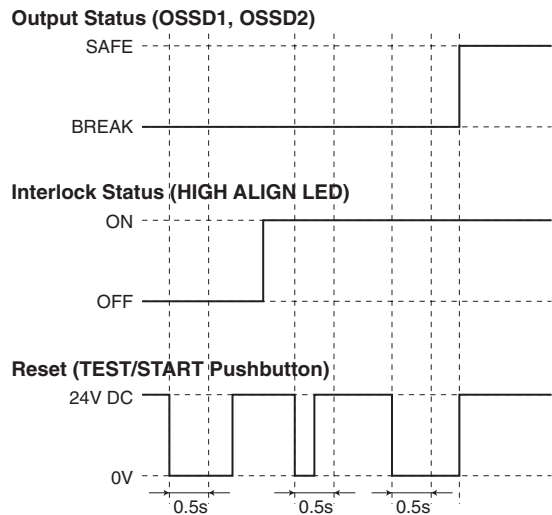 Output Status (OSSD1, OSSD2)
SAFE
BREAK
Interlock Status (HIGH ALIGN LED)
ON
OFF
Reset (TEST/START Pushbutton)
24V DC
0V
0.5s 0.5s 0.5s